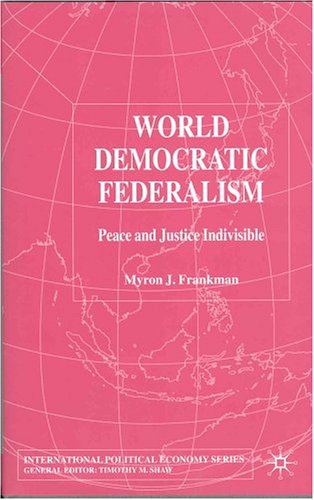 WORLD
DEMOCRATIC
FEDERALISM
Peace and Justice Indivisible
Myron J. Frankman
INTERNATIONAL POLITICAL ECONOMY SERIES
GENERAL EDITOR: TIMOTHY M. SHAW